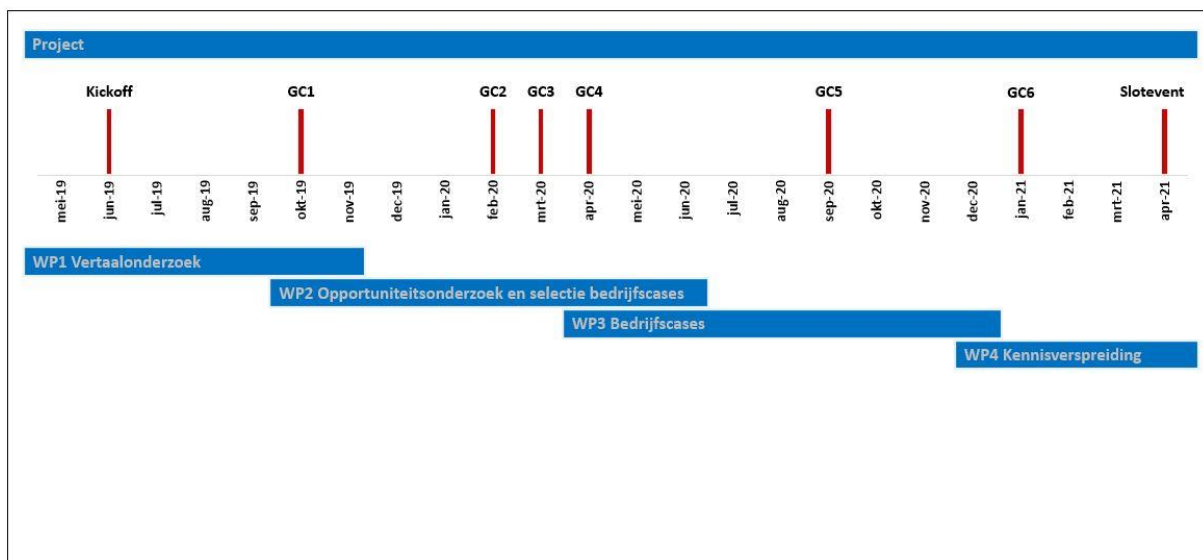 Project
Kickoff GC1 GC2 GC3 GC4 GC5 GC6 Slotevent
mei-19 jun-19 jul-19 aug-19 sep-19 okt-19 nov-19 dec-19 jan-20 feb-20 mrt-20 apr-20 mei-20 jun-20 jul-20 aug-20 sep-20 okt-20 nov-20 dec-20 jan-21 feb-21 mrt-21 apr-21
WP1 Vertaalonderzoek
WP2 Opportuniteitsonderzoek en selectie bedrijfscases
WP3 Bedrijfscases
WP4 Kennisverspreiding